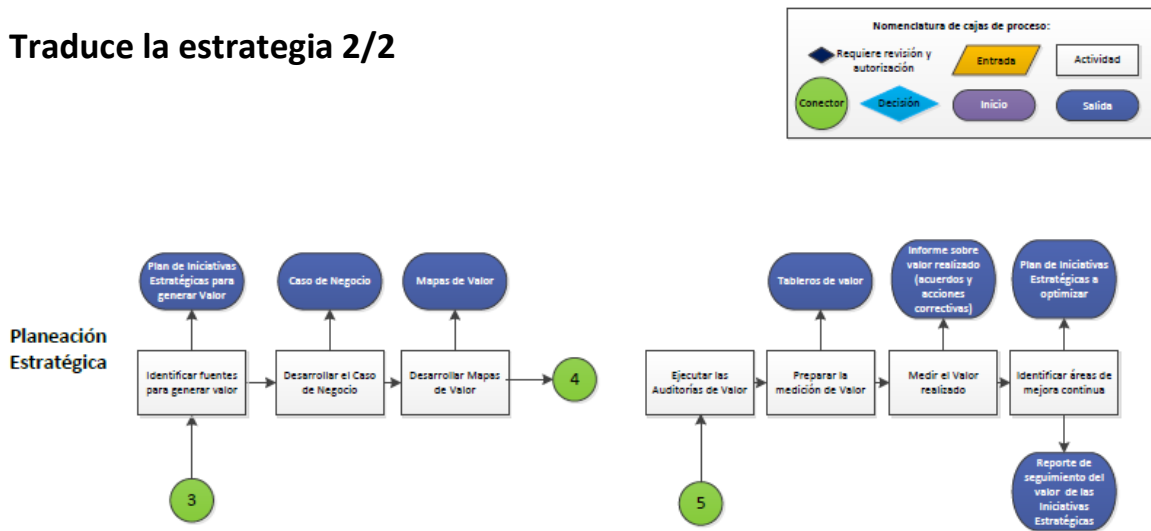 Traduce la estrategia 2/2
Nomenclatura de cajas de proceso:
Requiere revisión y
autorización
Entrada
Actividad
Conector
Decisión
Inicio
Salida
Plan de Iniciativas
Estratégicas para
generar Valor
Caso de Negocio
Mapas de Valor
Tableros de valor
Informe sobre
valor realizado
(acuerdos y
acciones
correctivas)
Plan de Iniciativas
Estratégicas a
optimizar
Planeación
Estratégica
Identificar fuentes
para generar valor
Desarrollar el Caso
de Negocio
Desarrollar Mapas
de Valor
4
Ejecutar las
Auditorías de Valor
Preparar la
medición de Valor
Medir el Valor
realizado
Identificar áreas de
mejora continua
3
5
Reporte de
seguimiento del
valor de las
Iniciativas
Estratégicas